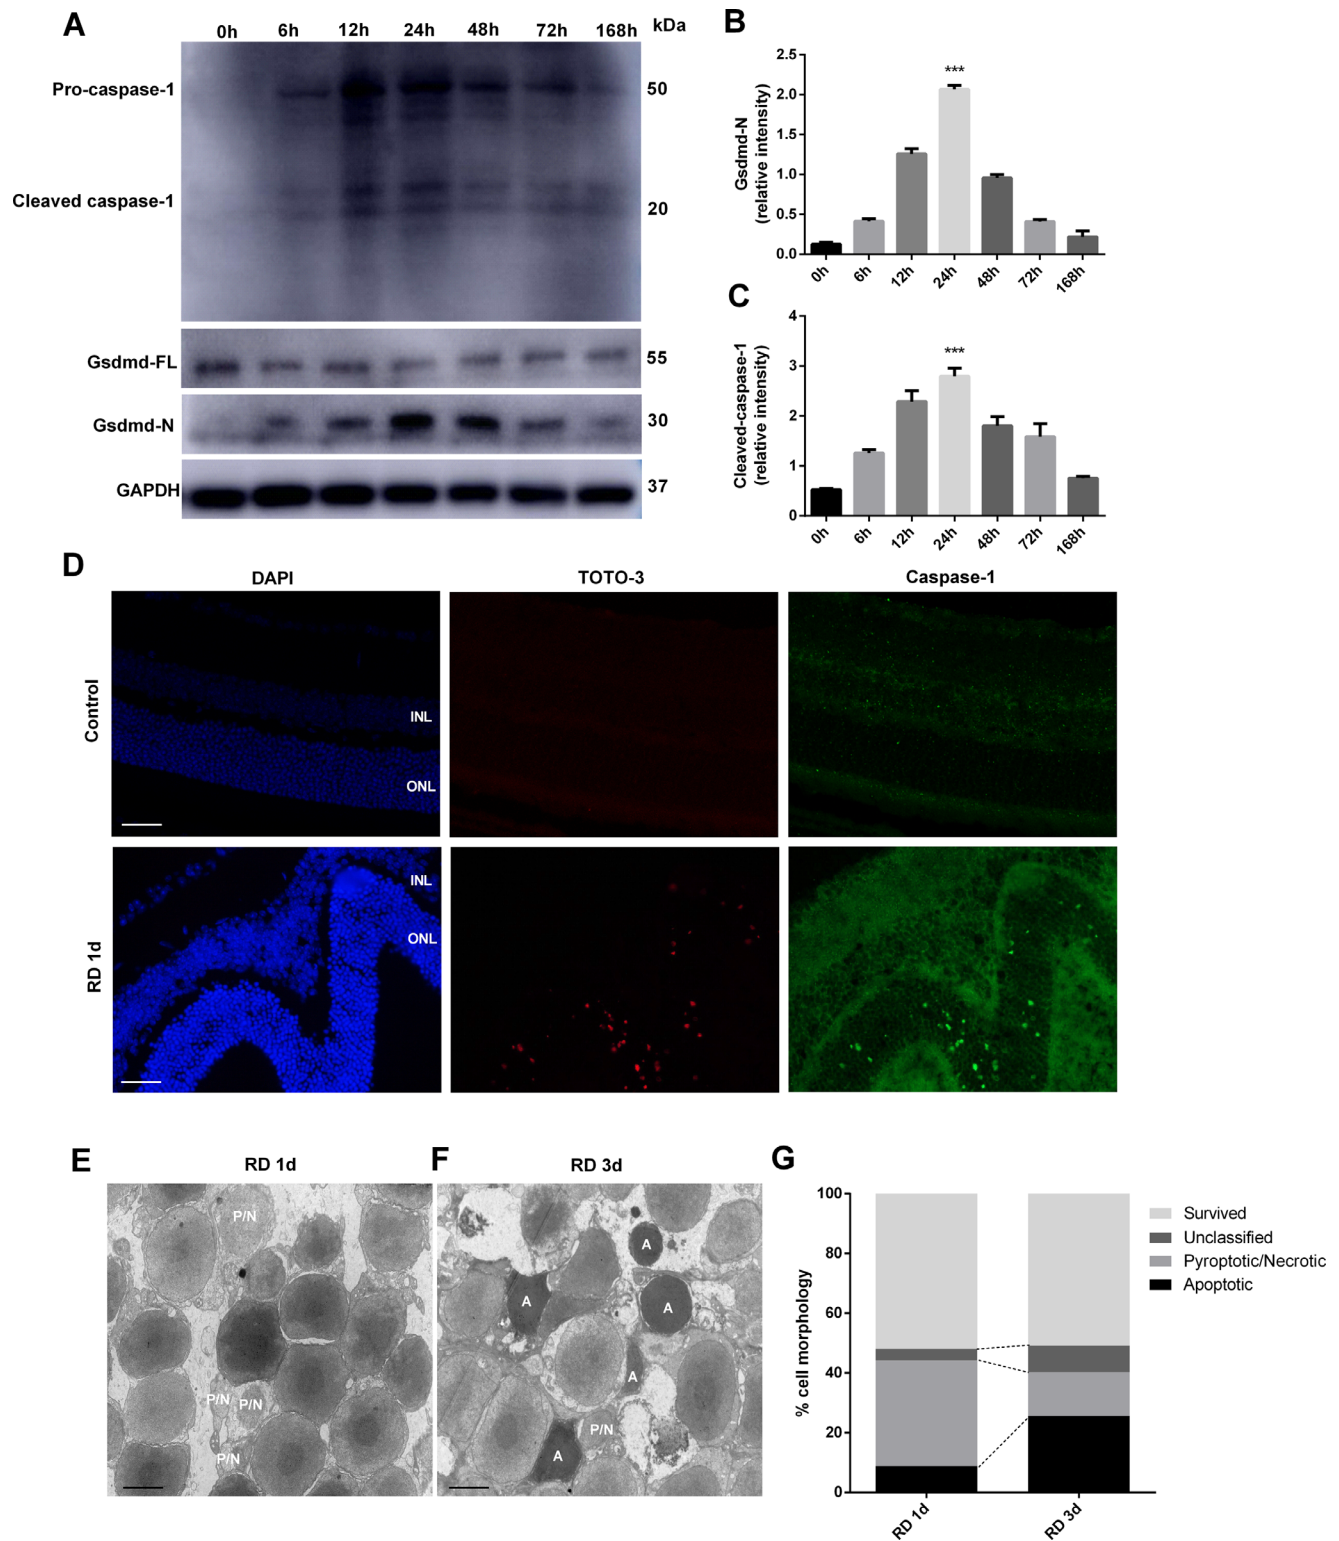 A
0h 6h 12h 24h 48h 72h 168h kDa
Pro-caspase-1 50
Cleaved caspase-1 20
Gsdmd-FL 55
Gsdmd-N 30
GAPDH 37
B
Gsdmd-N
(relative intensity)
2.5
2.0
1.5
1.0
0.5
0.0
***
0h 6h 12h 24h 48h 72h 168h
C
Cleaved-caspase-1
(relative intensity)
4
3
2
1
0
***
0h 6h 12h 24h 48h 72h 168h
D
DAPI TOTO-3 Caspase-1
Control
INL
ONL
RD 1d
INL
ONL
E
RD 1d
P/N
P/N P/N
P/N
F
RD 3d
A
A A
A
P/N
A
G
% cell morphology
100
80
60
40
20
0
RD 1d RD 3d
Survived
Unclassified
Pyroptotic/Necrotic
Apoptotic